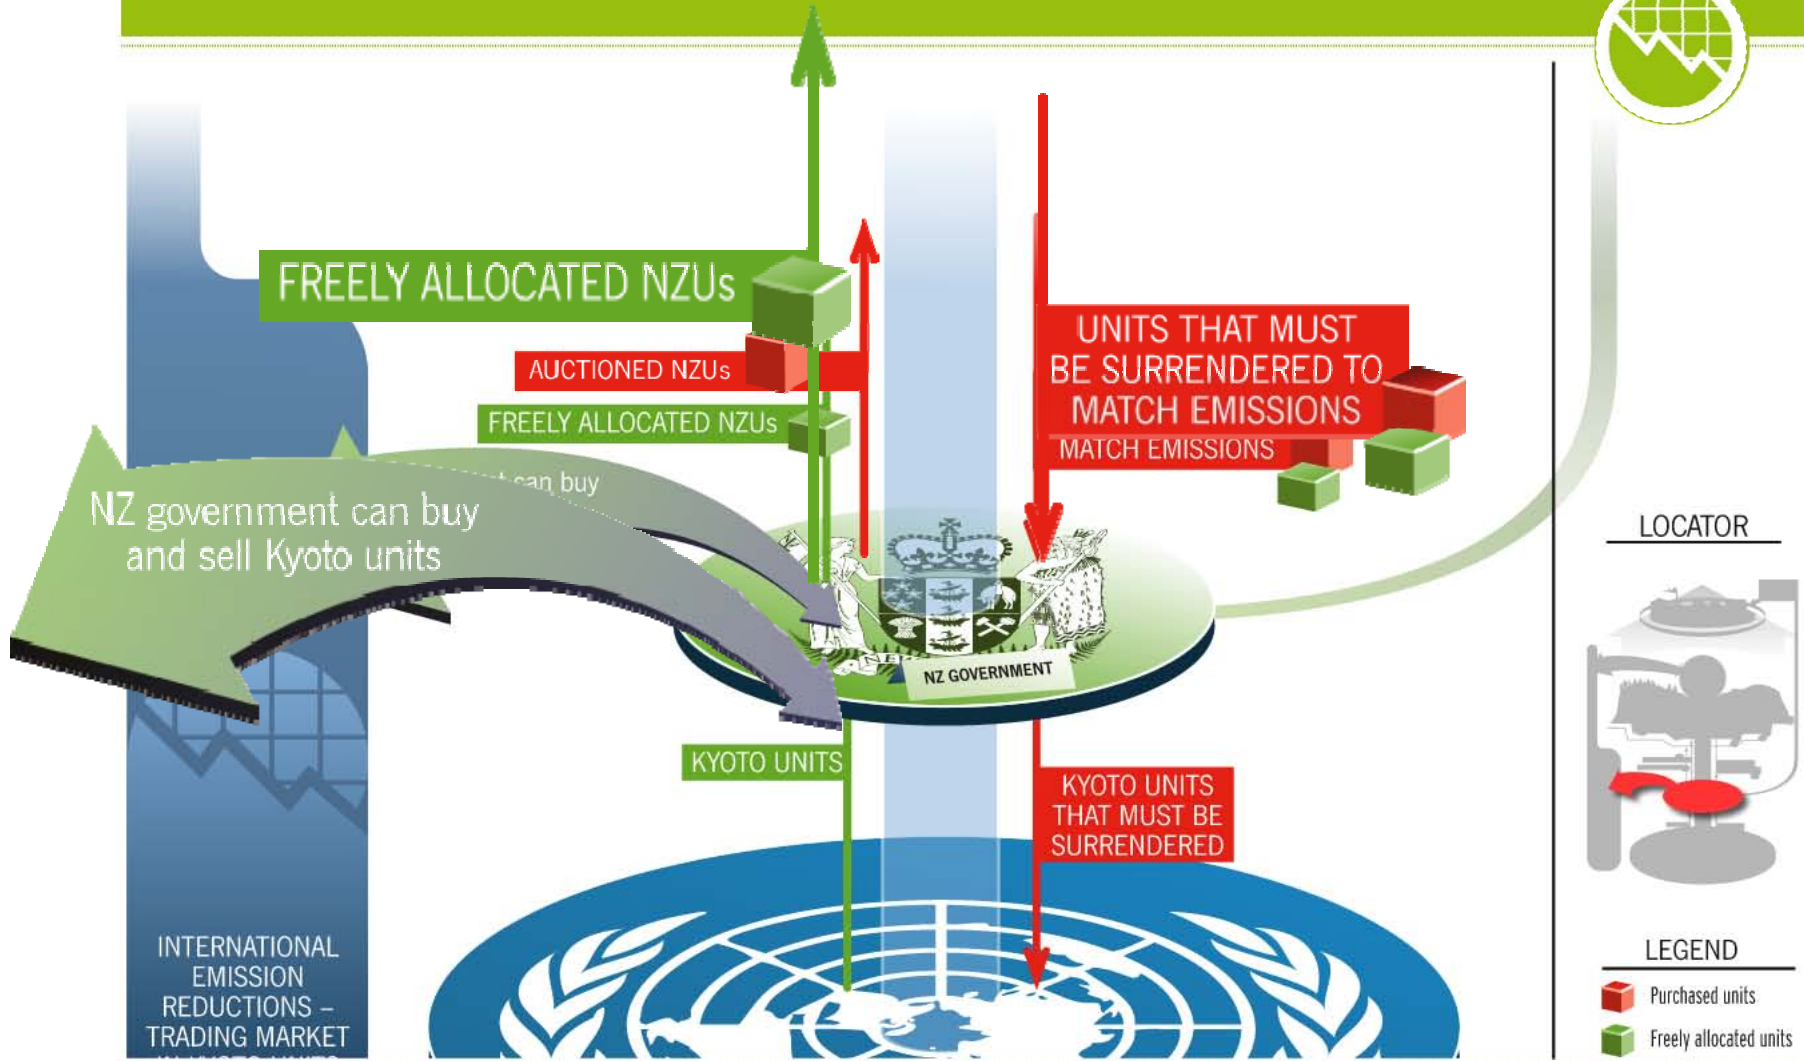 FREELY ALLOCATED NZUs
AUCTIONED NZUs
FREELY ALLOCATED NZUs
UNITS THAT MUST
BE SURRENDERED TO
MATCH EMISSIONS
MATCH EMISSIONS
can buy
NZ government can buy
and sell Kyoto units
NZ GOVERNMENT
KYOTO UNITS
KYOTO UNITS
THAT MUST BE
SURRENDERED
INTERNATIONAL
EMISSION
REDUCTIONS –
TRADING MARKET
LOCATOR
LEGEND
Purchased units
Freely allocated units